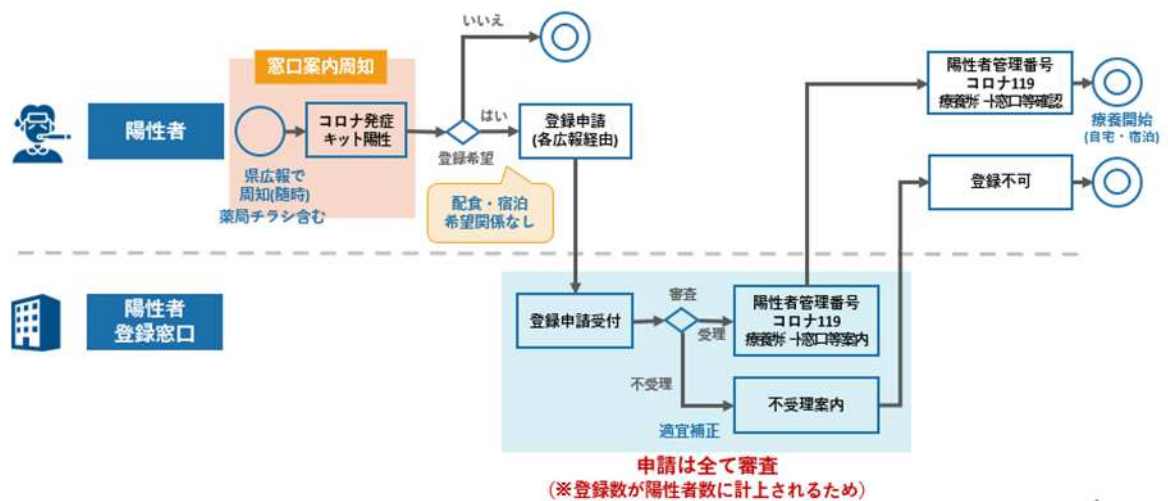 いいえ
窓口案内周知
陽性者
コロナ発症
キット陽性
はい
登録希望
登録申請
(各広報経由)
県広報で
周知(随時)
薬局チラシ含む
配食・宿泊
希望関係なし
陽性者管理番号
コロナ119
療養ｻﾎﾟｰﾄ窓口等確認
療養開始
(自宅・宿泊)
登録不可
陽性者
登録窓口
登録申請受付
審査
受理
陽性者管理番号
コロナ119
療養ｻﾎﾟｰﾄ窓口等案内
不受理
不受理案内
適宜補正
申請は全て審査
(※登録数が陽性者数に計上されるため)